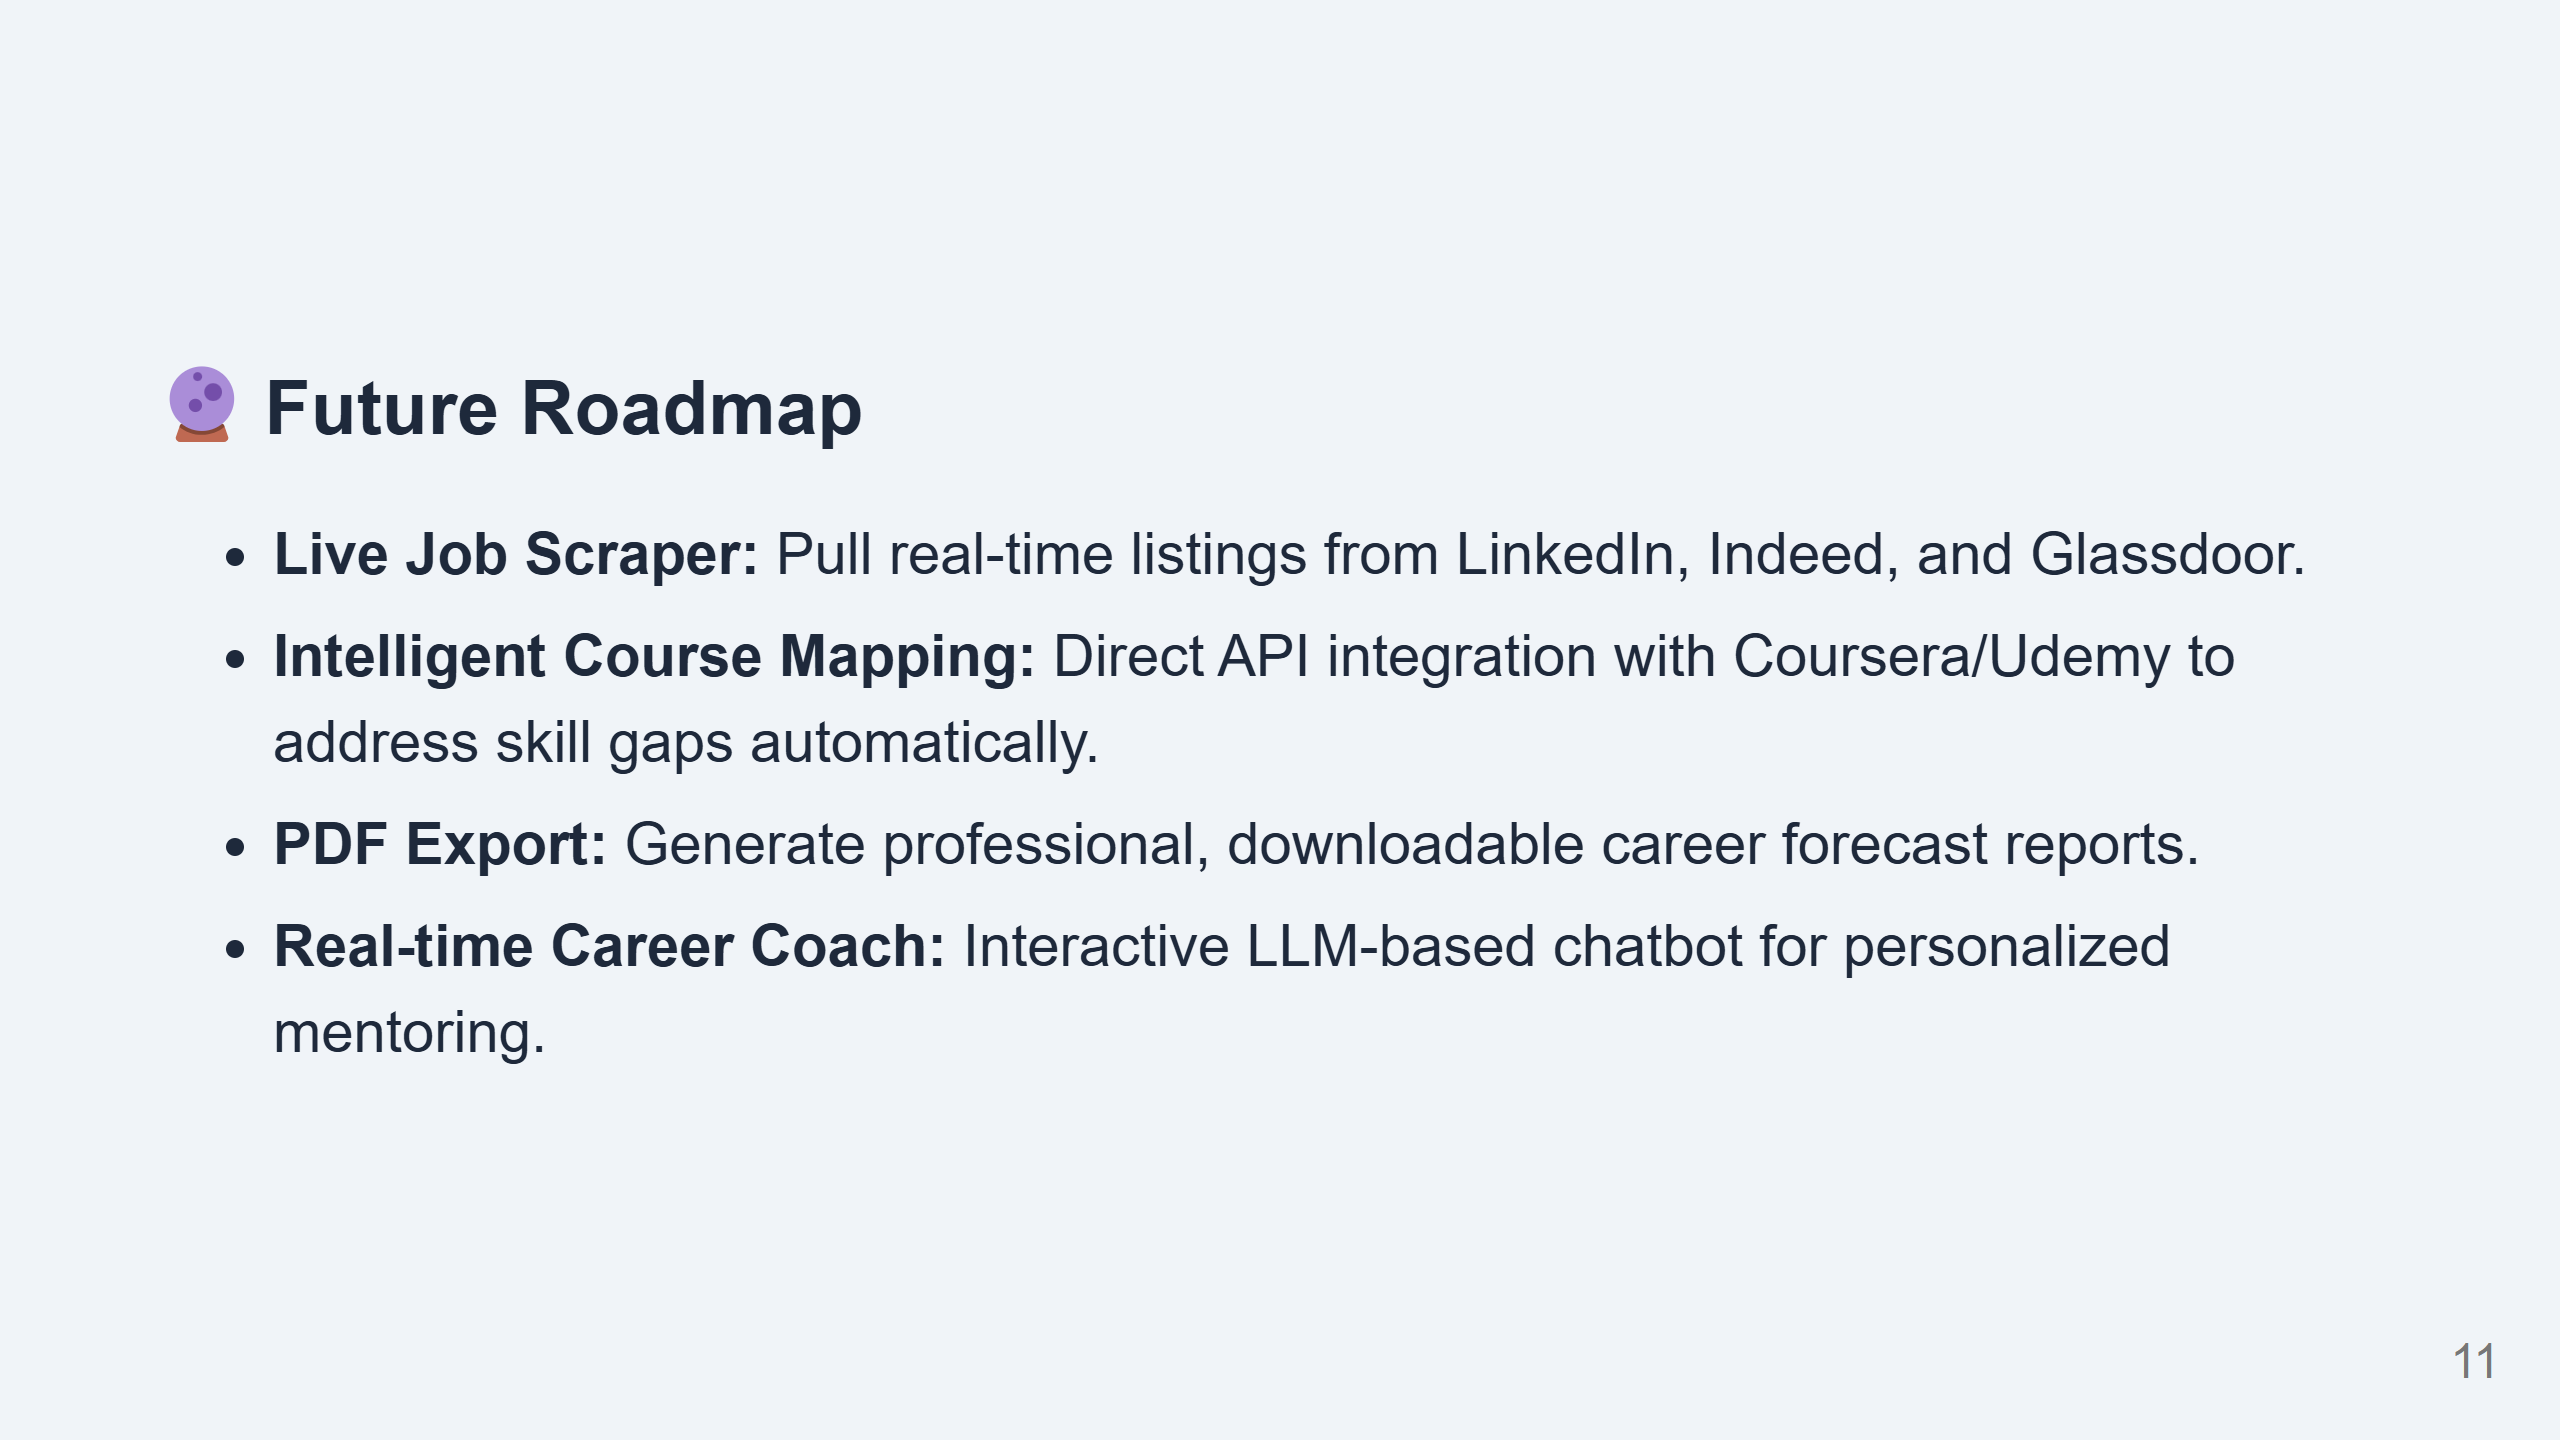 Future Roadmap
Live Job Scraper: Pull real-time listings from LinkedIn, Indeed, and Glassdoor.
Intelligent Course Mapping: Direct API integration with Coursera/Udemy to
address skill gaps automatically.
PDF Export: Generate professional, downloadable career forecast reports.
Real-time Career Coach: Interactive LLM-based chatbot for personalized
mentoring.
11